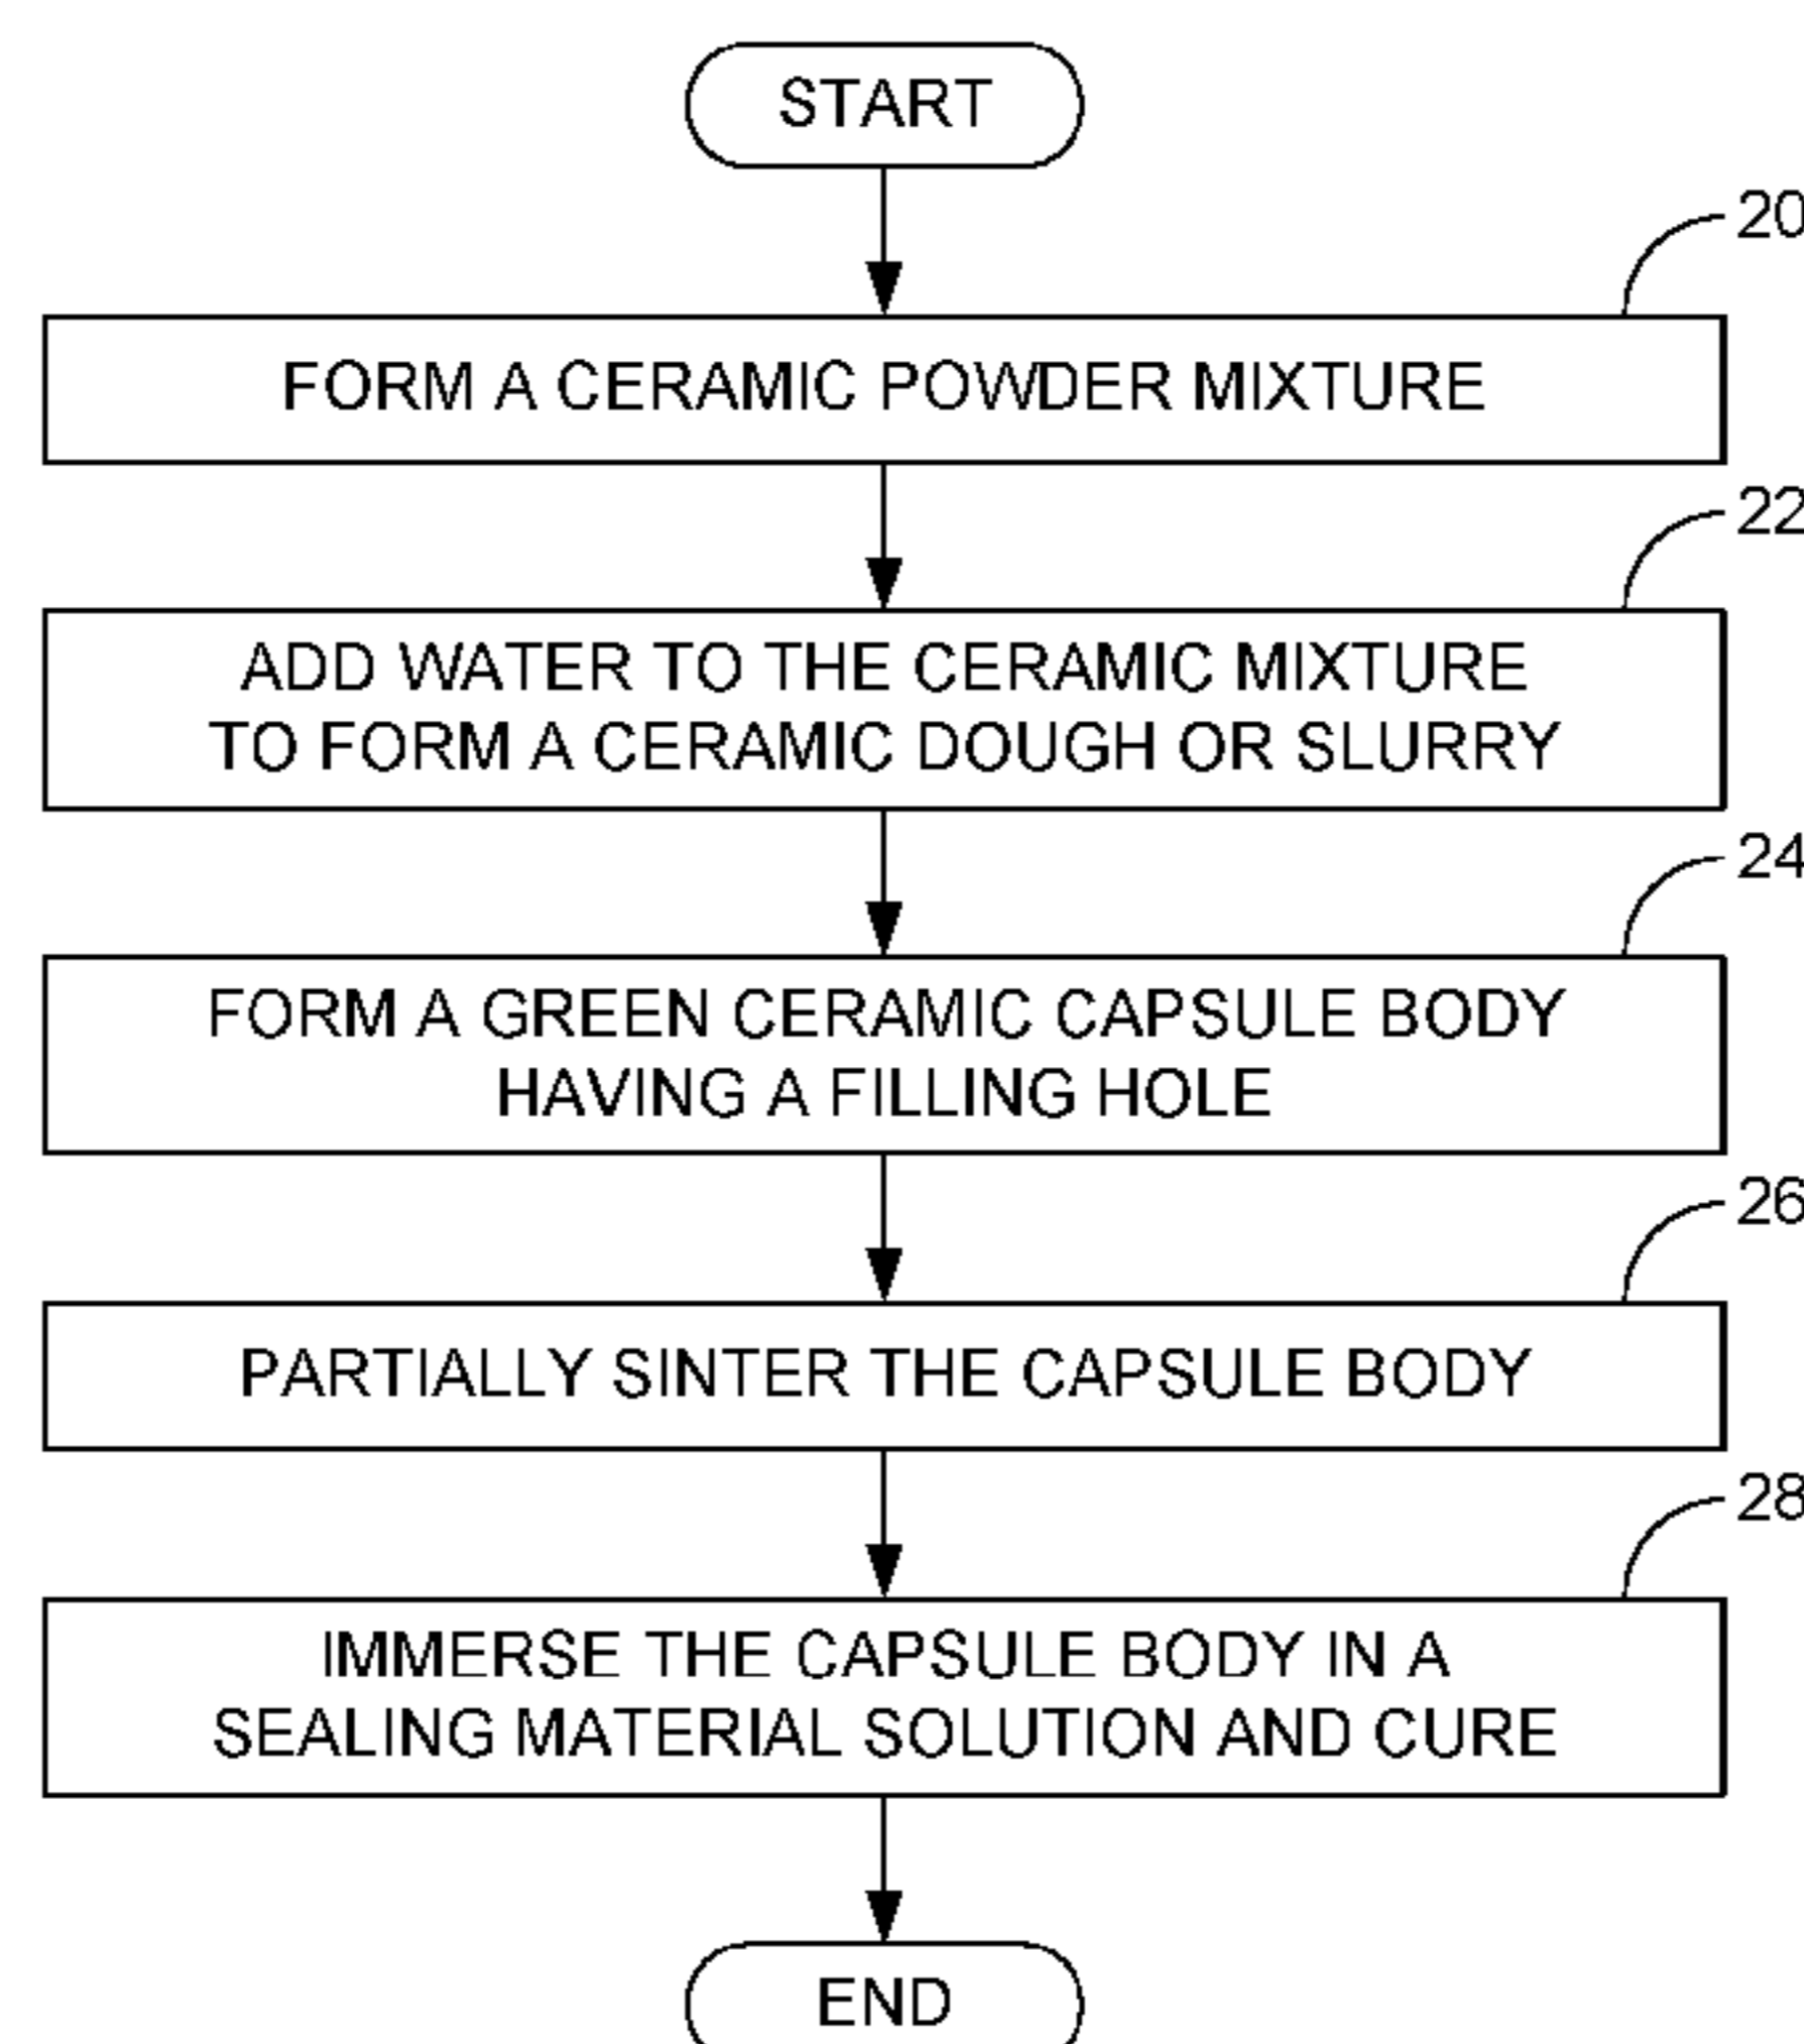 START
20
FORM A CERAMIC POWDER MIXTURE
22
ADD WATER TO THE CERAMIC MIXTURE
TO FORM A CERAMIC DOUGH OR SLURRY
24
FORM A GREEN CERAMIC CAPSULE BODY
HAVING A FILLING HOLE
26
PARTIALLY SINTER THE CAPSULE BODY
28
IMMERSE THE CAPSULE BODY IN A
SEALING MATERIAL SOLUTION AND CURE
END